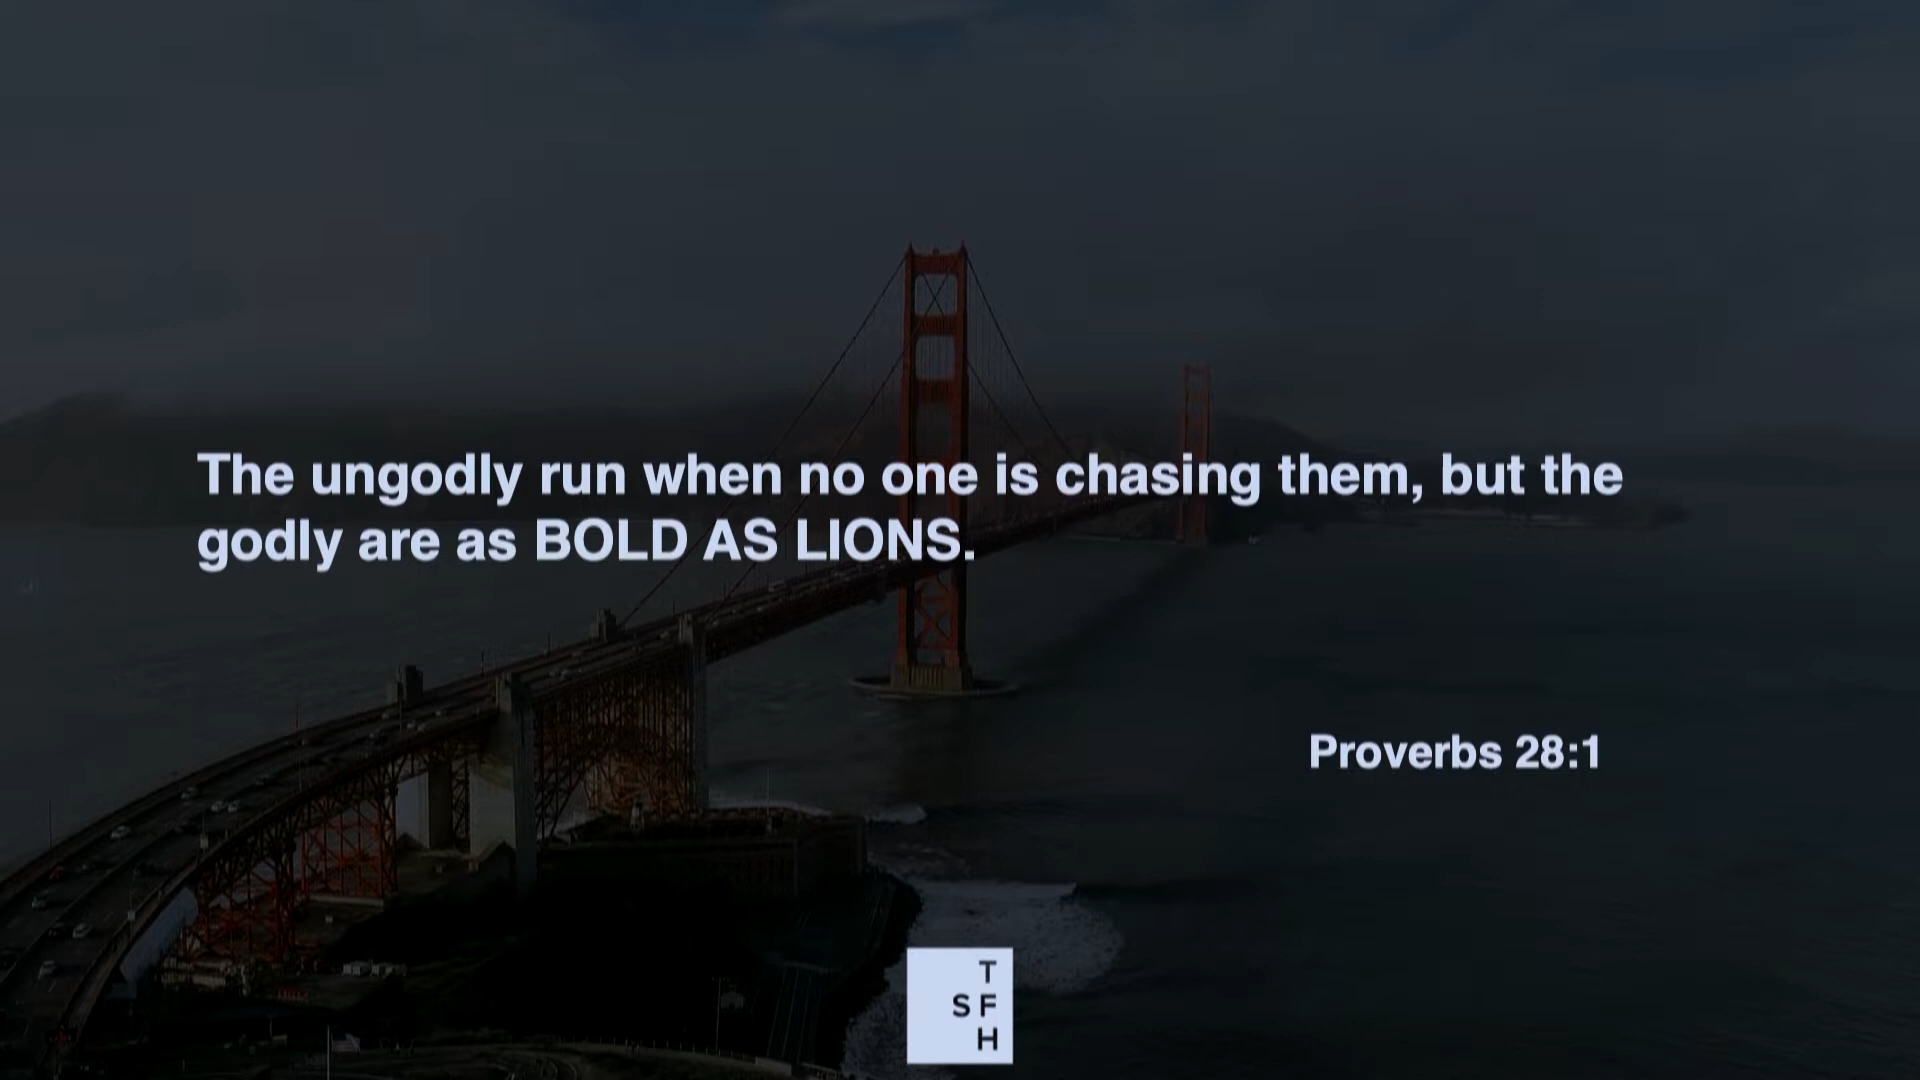 The ungodly run when no one is chasing them, but the
godly are as BOLD AS LIONS.
Proverbs 28:1
T
SF
H